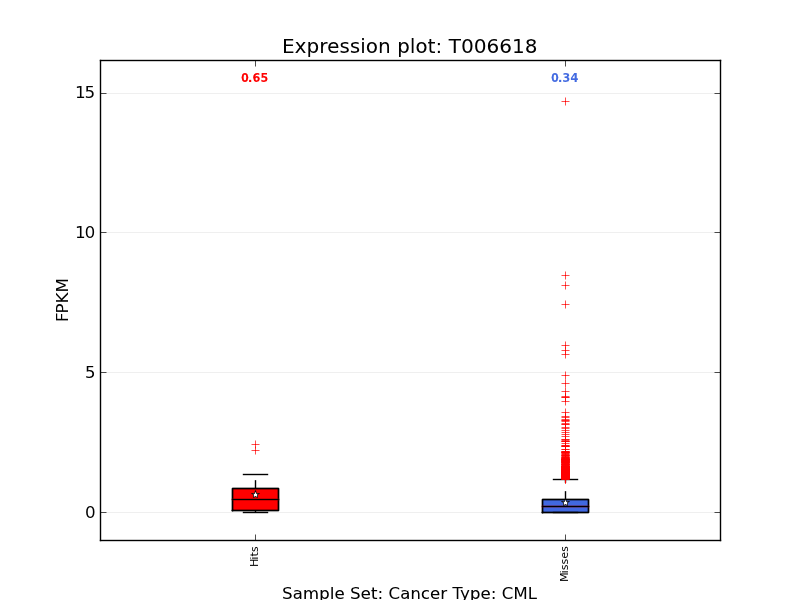 Expression plot: T006618
0.65
0.34
15
10
5
0
FPKM
Hits
Misses
Sample Set: Cancer Type: CML